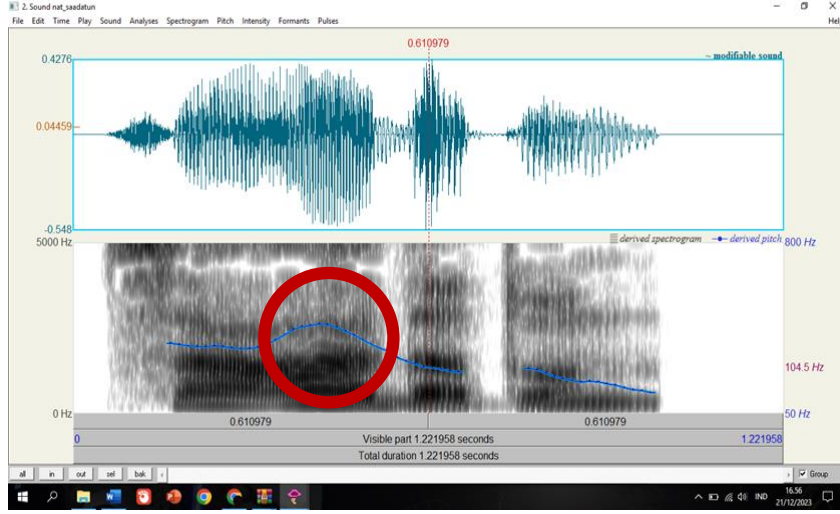 2. Sound nat_saadatun
File Edit Time Play Sound Analyses Spectrogram Pitch Intensity Formants Pulses Hel
0.610979
0.4276
~ modifiable sound
0.04459
-0.548
5000 Hz
derived spectrogram derived pitch
800 Hz
104.5 Hz
0 Hz
50 Hz
0.610979 0.610979
0 Visible part 1.221958 seconds 1.221958
Total duration 1.221958 seconds
all in out sel bak Group
IND 16.56
21/12/2023